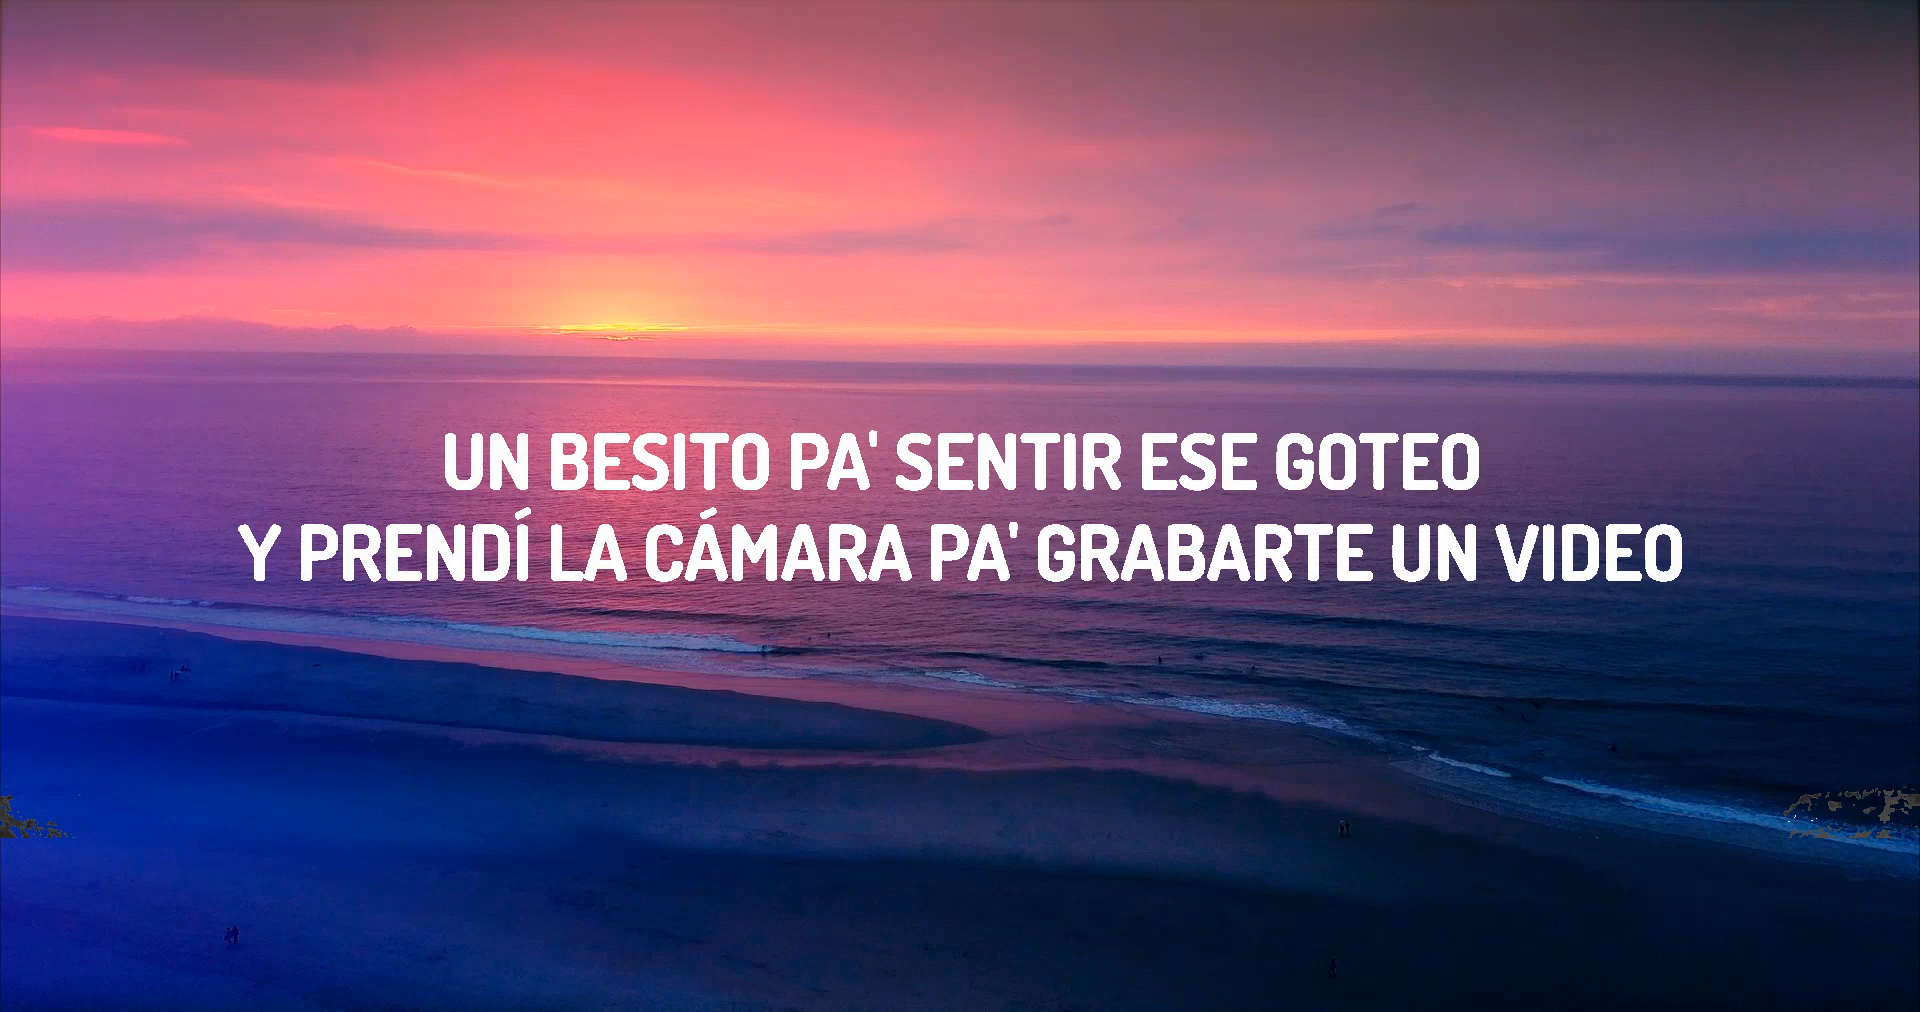 UN BESITO PA' SENTIR ESE GOTEO
Y PRENDÍ LA CÁMARA PA' GRABARTE UN VIDEO